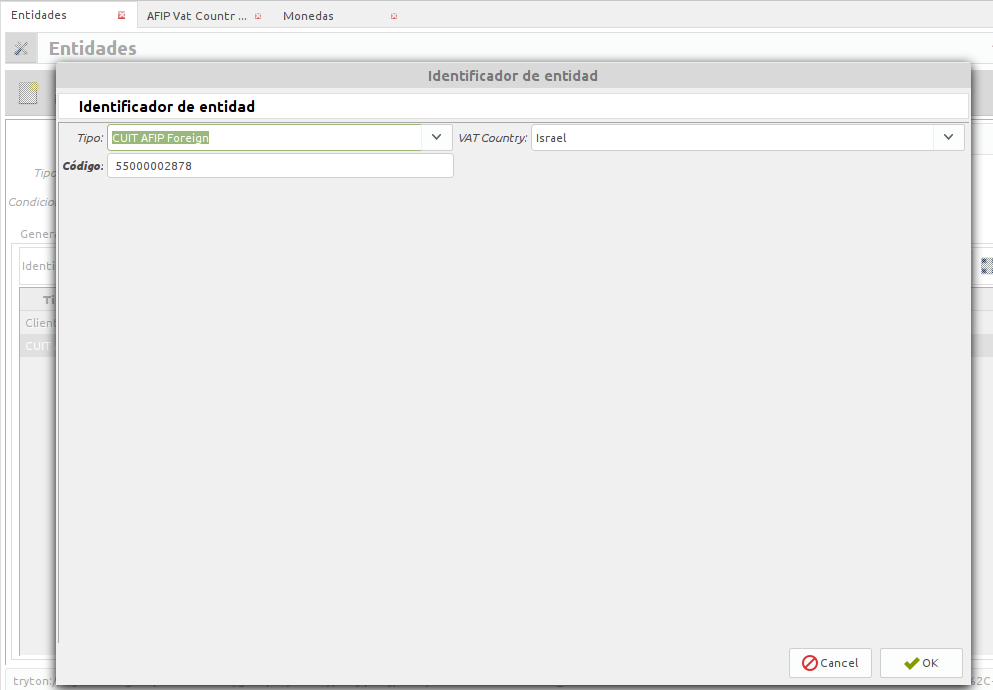 Entidades AFIP Vat Countr ... Monedas
Entidades
Identificador de entidad
Identificador de entidad
Tipo: CUIT AFIP Foreign VAT Country: Israel
Código: 55000002878
Tipo
Condicio
Gener
Identi
Ti
Client
CUIT
Cancel OK
tryton:/